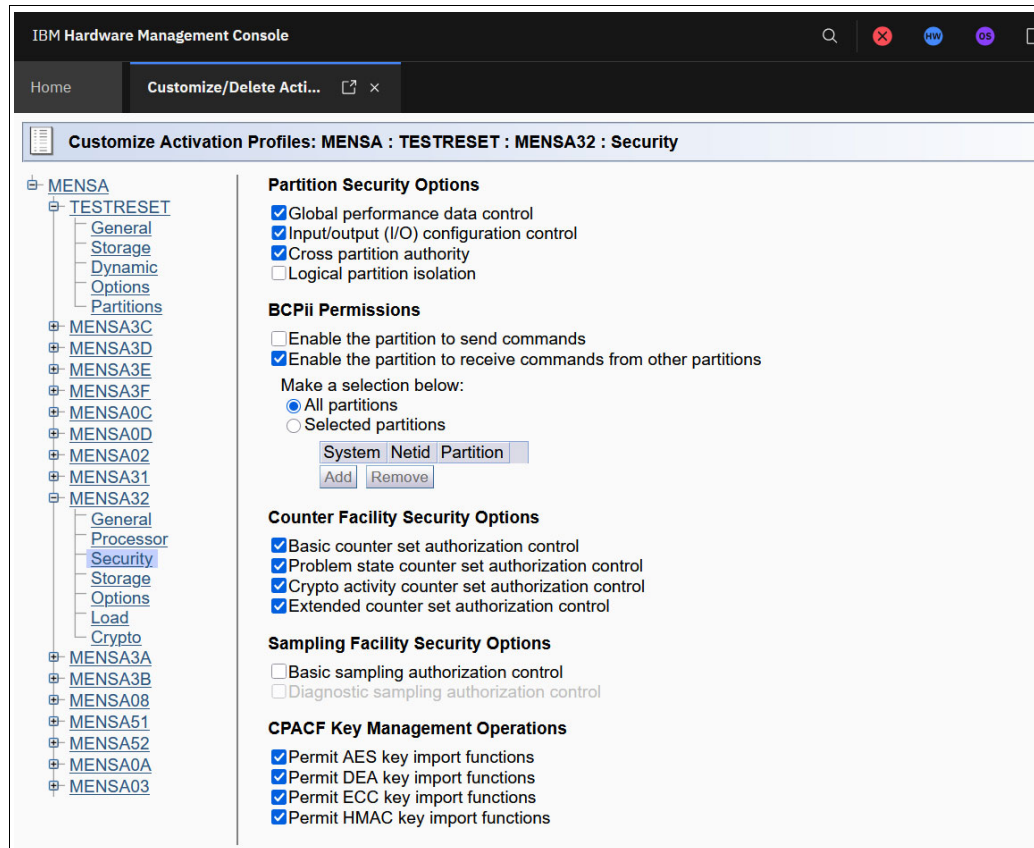 IBM Hardware Management Console
HW
OS
Home
Customize/Delete Acti...
Customize Activation Profiles: MENSA : TESTRESET : MENSA32 : Security
MENSA
TESTRESET
General
Storage
Dynamic
Options
Partitions
MENSA3C
MENSA3D
MENSA3E
MENSA3F
MENSA0C
MENSA0D
MENSA02
MENSA31
MENSA32
General
Processor
Security
Storage
Options
Load
Crypto
MENSA3A
MENSA3B
MENSA08
MENSA51
MENSA52
MENSA0A
MENSA03
Partition Security Options
Global performance data control
Input/output (I/O) configuration control
Cross partition authority
Logical partition isolation
BCPii Permissions
Enable the partition to send commands
Enable the partition to receive commands from other partitions
Make a selection below:
All partitions
Selected partitions
System Netid Partition
Add Remove
Counter Facility Security Options
Basic counter set authorization control
Problem state counter set authorization control
Crypto activity counter set authorization control
Extended counter set authorization control
Sampling Facility Security Options
Basic sampling authorization control
Diagnostic sampling authorization control
CPACF Key Management Operations
Permit AES key import functions
Permit DEA key import functions
Permit ECC key import functions
Permit HMAC key import functions